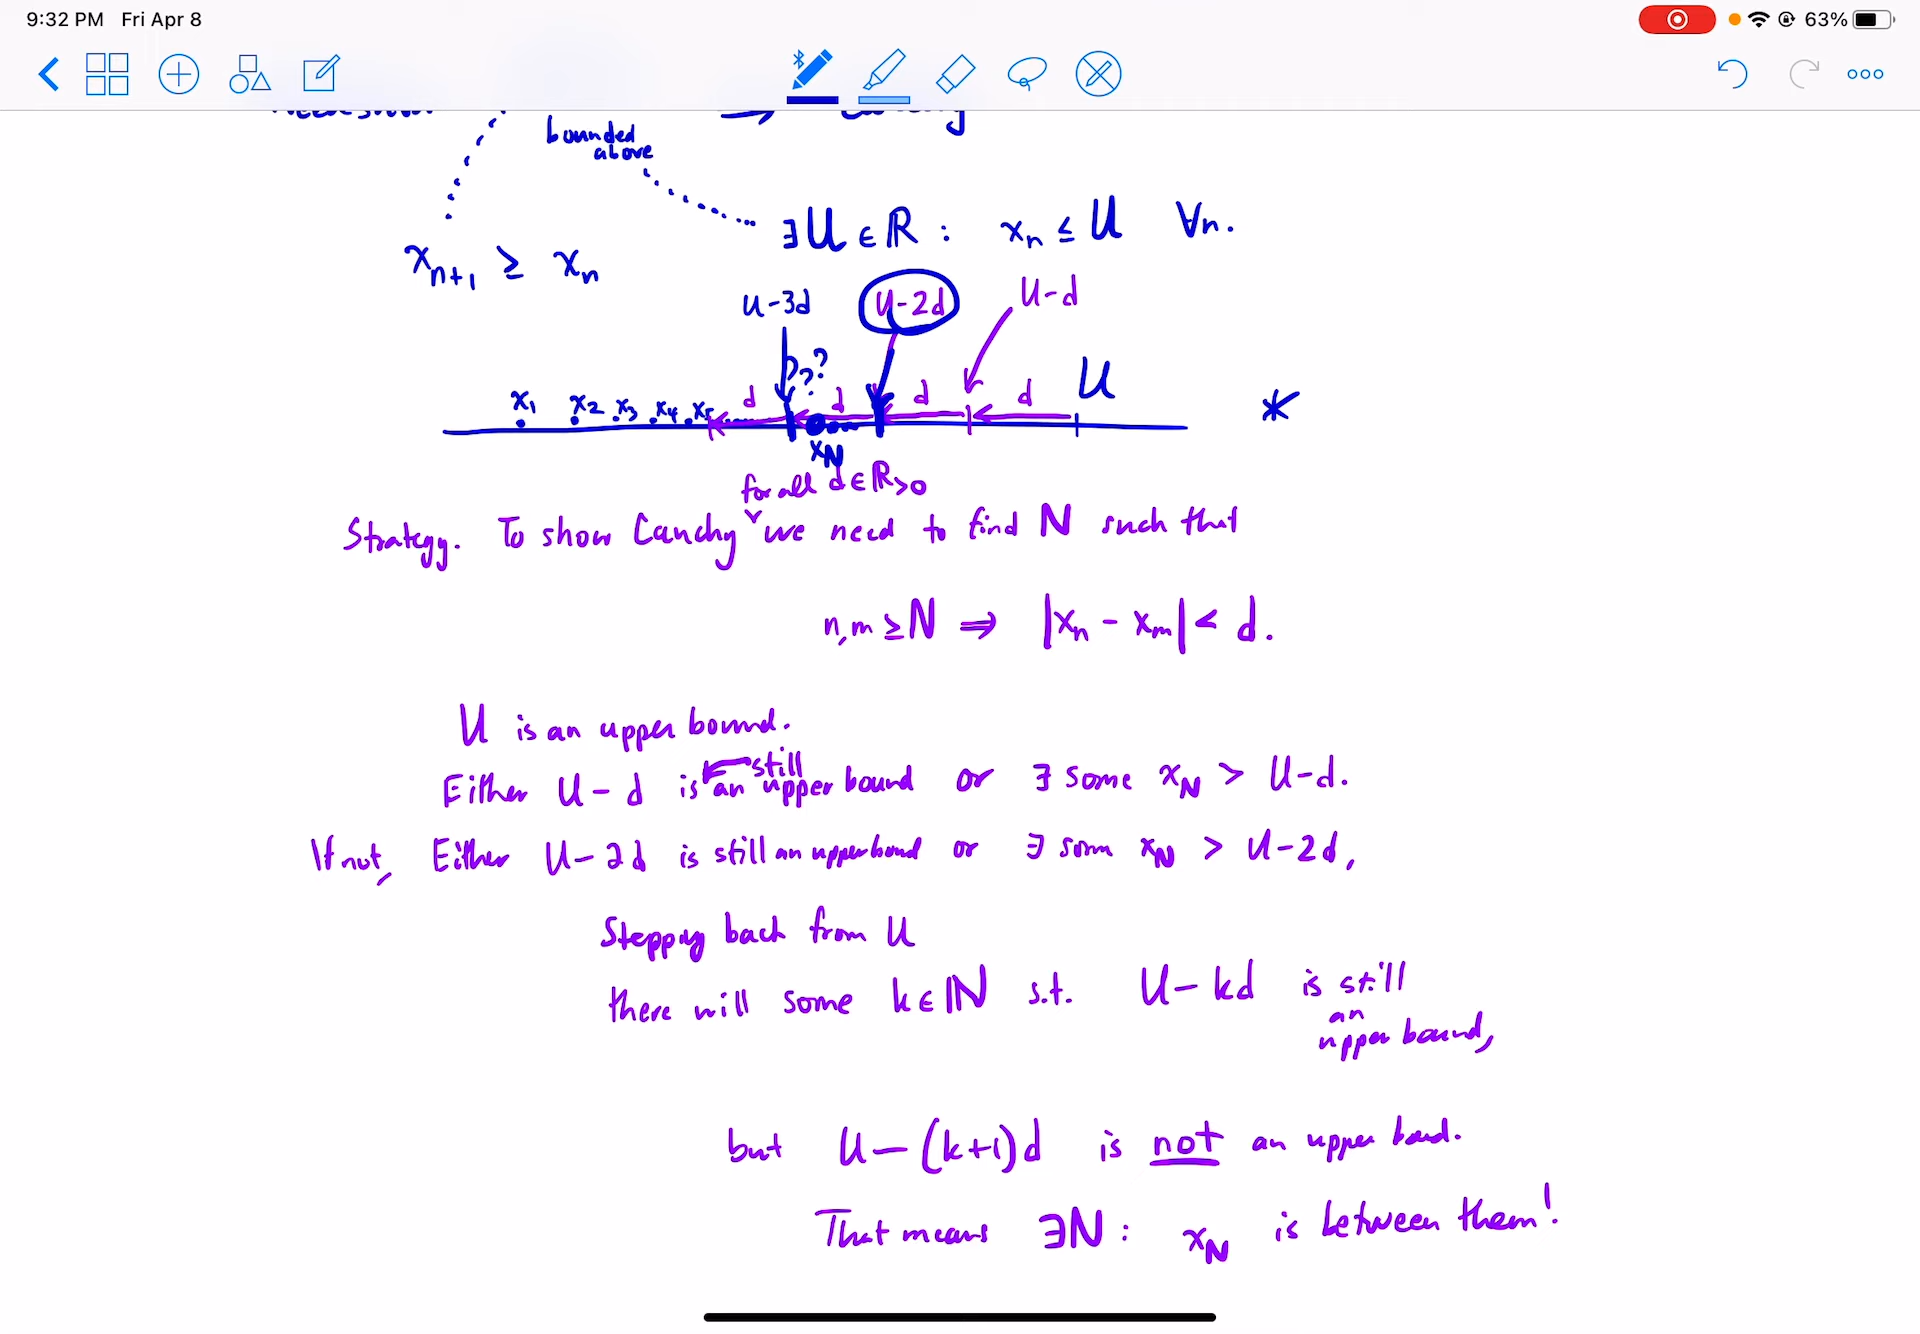 9:32 PM Fri Apr 8
63%
bounded
above
∃U ∈ ℝ : xₙ ≤ U ∀n.
xₙ₊₁ ≥ xₙ
U-3d U-2d U-d
???
d d d d U
x₁ x₂ x₃ x₄ x₅ *
x_N
for all d ∈ ℝ>0
Strategy. To show Cauchy ˅ we need to find N such that
n,m ≥ N ⇒ |xₙ - xₘ| < d.
U is an upper bound.
still
Either U-d is an upper bound or ∃ some x_N > U-d.
If not, Either U-2d is still an upper bound or ∃ som x_N > U-2d,
Stepping back from U
there will some k ∈ ℕ s.t. U-kd is still
an
upper bound,
but U-(k+1)d is not an upper bound.
That means ∃N : x_N is between them!